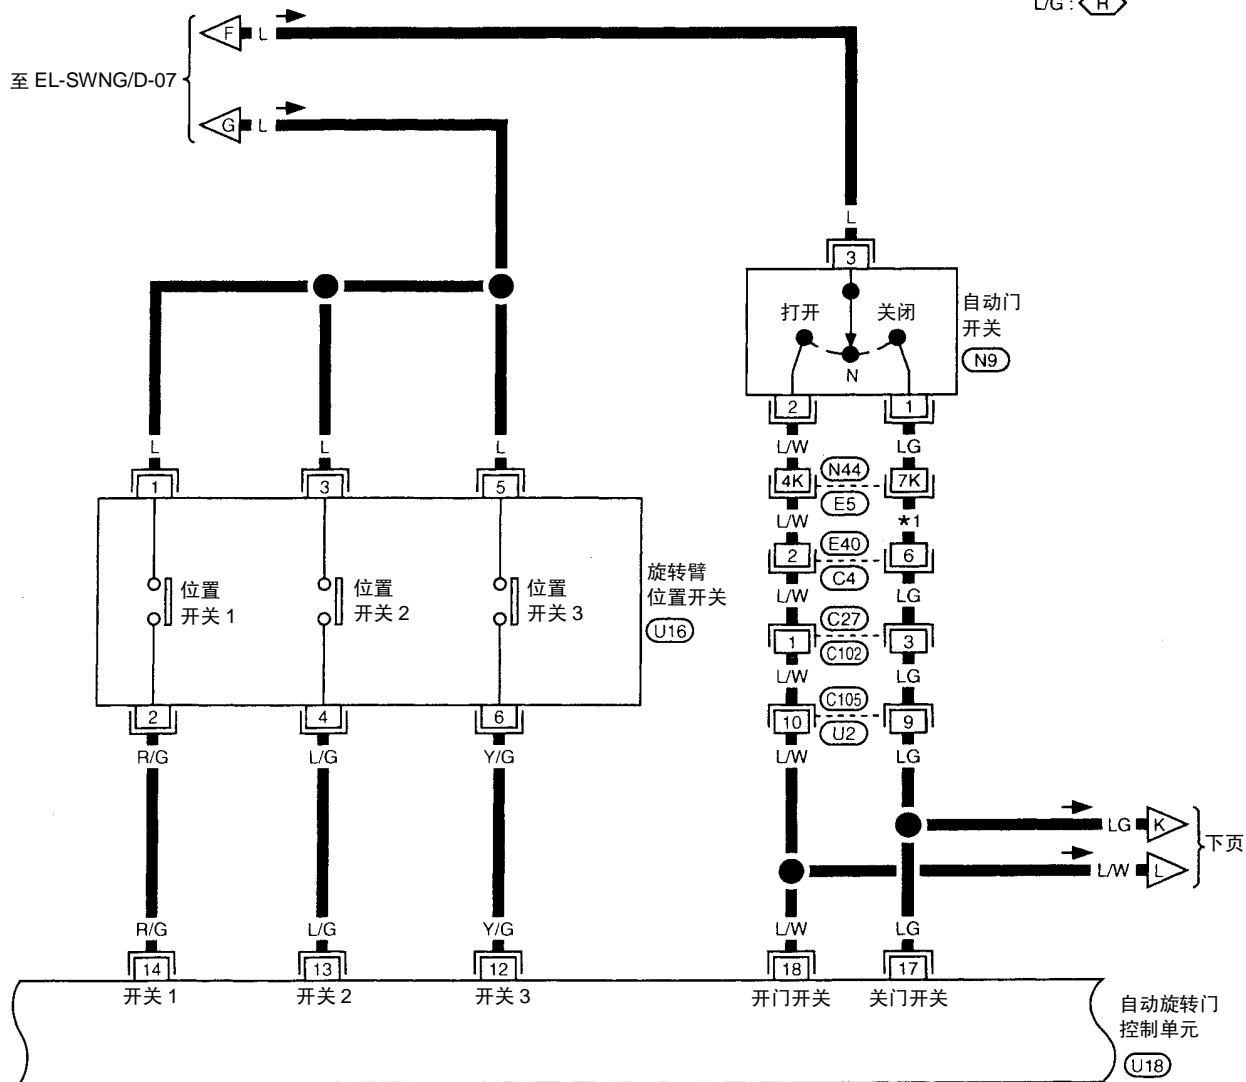 L/G : R
F L
至 EL-SWNG/D-07
G L
L
3
打开 关闭
N
自动门
开关
N9
2 1
L/W LG
L L L
1 3 5
4K N44 7K
E5
L/W ★1
2 E40 6
C4
L/W LG
位置
开关 1
位置
开关 2
位置
开关 3
旋转臂
位置开关
U16
1 C27 3
C102
L/W LG
2 4 6
10 C105 9
U2
R/G L/G Y/G L/W LG
LG K
L/W L
下页
R/G L/G Y/G L/W LG
14 13 12 18 17
开关 1 开关 2 开关 3 开门开关 关门开关
自动旋转门
控制单元
U18